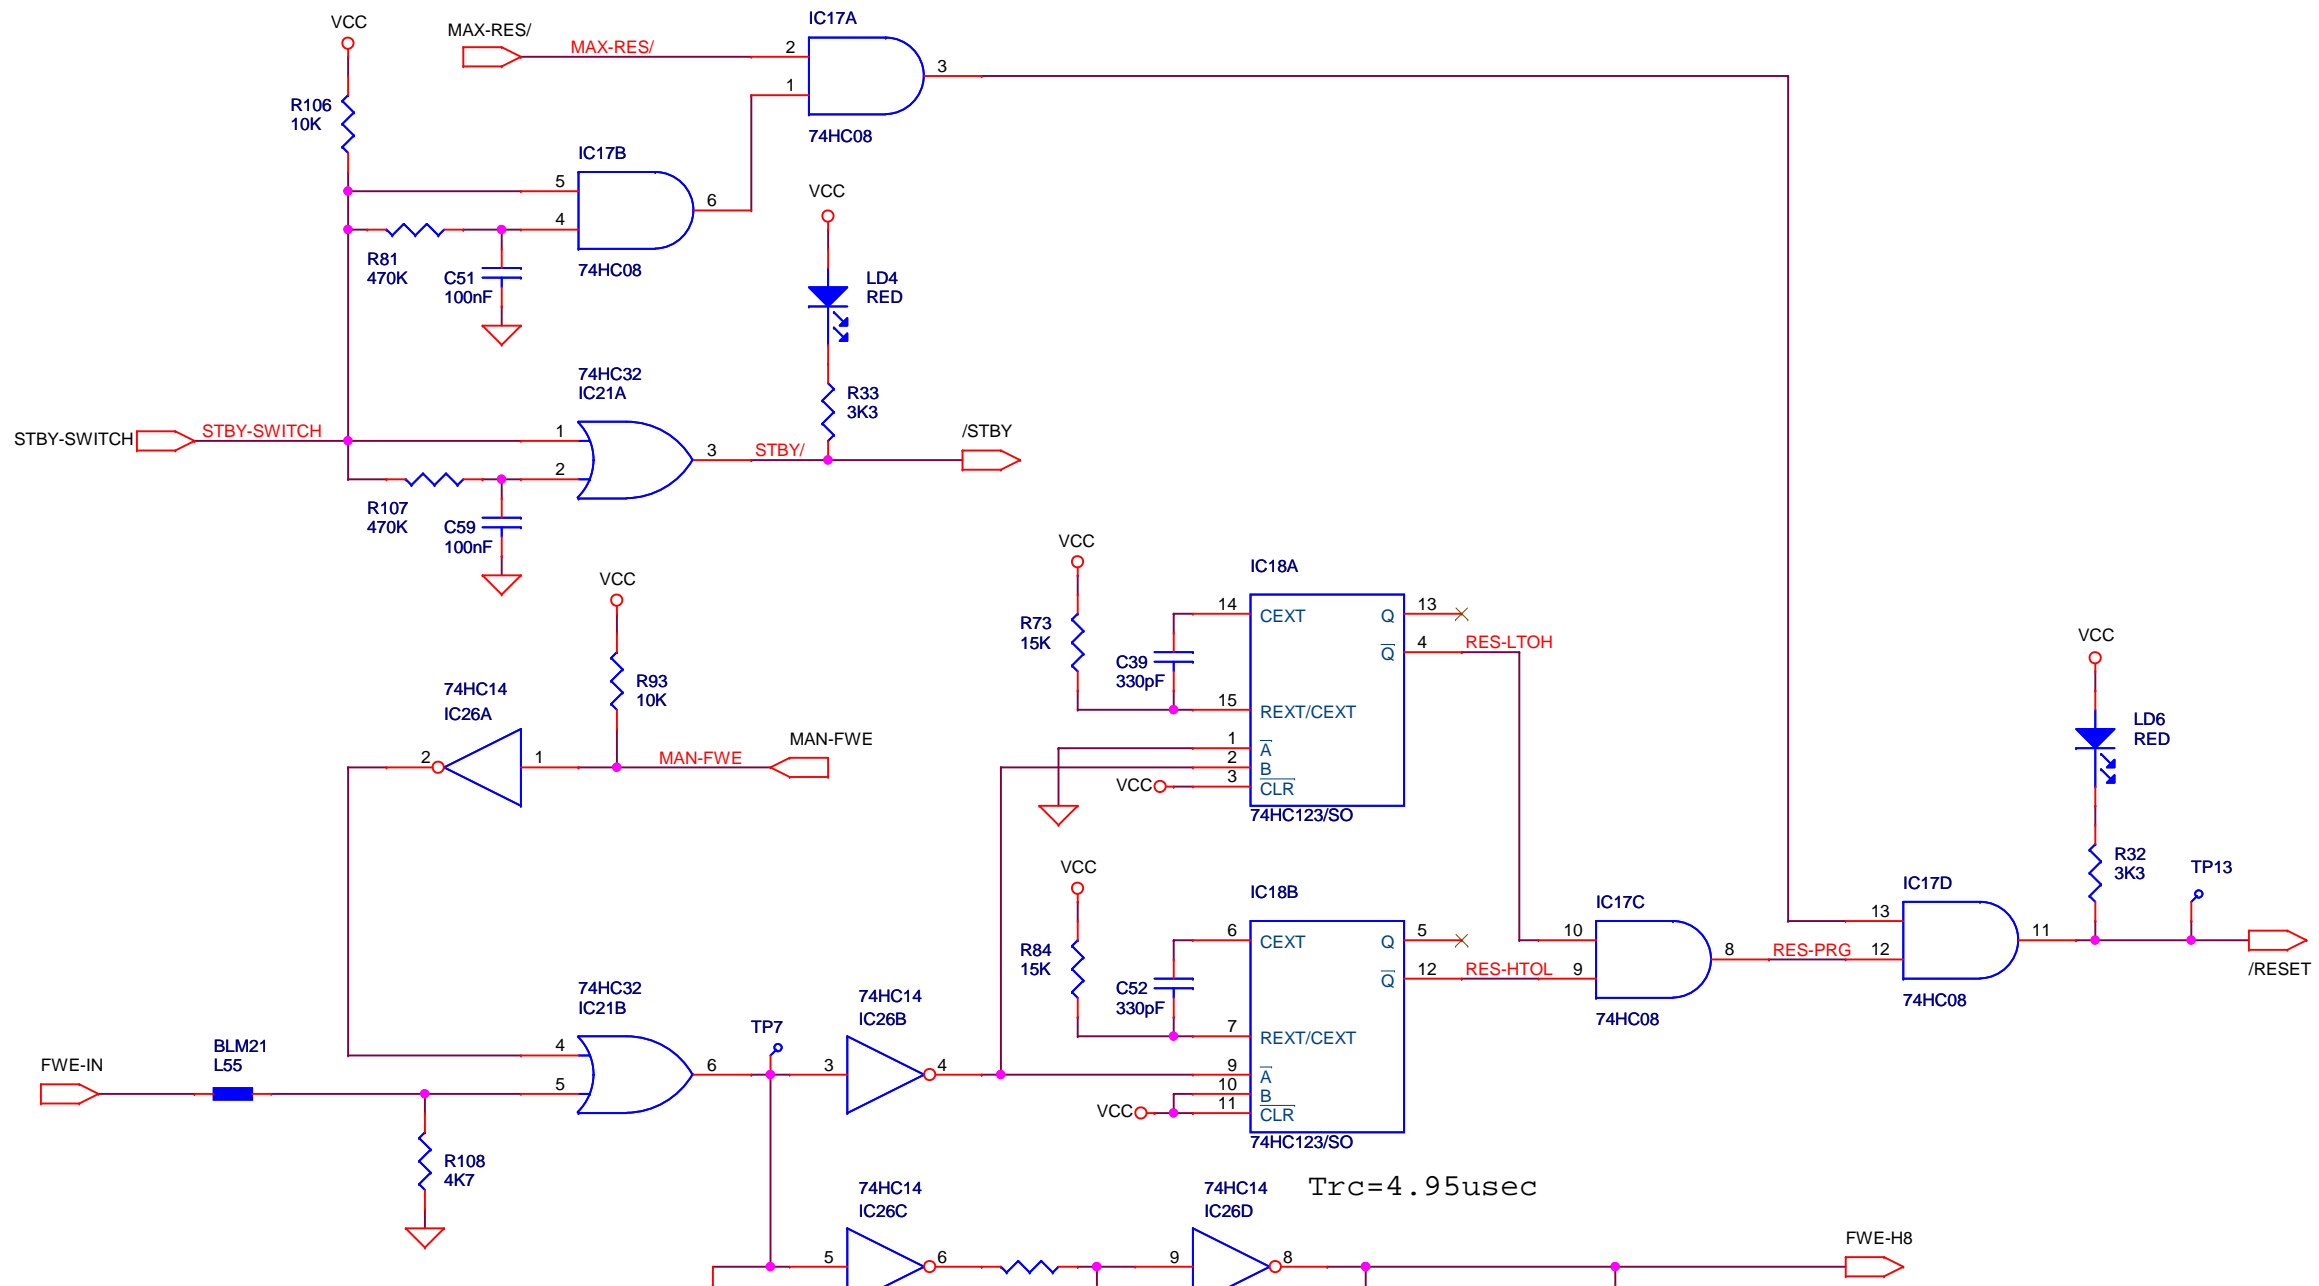 VCC
MAX-RES/
MAX-RES/
2
1
IC17A
3
74HC08
R106
10K
IC17B
5
4
6
74HC08
R81
470K
C51
100nF
VCC
LD4
RED
R33
3K3
74HC32
IC21A
STBY-SWITCH
STBY-SWITCH
1
2
3
STBY/
/STBY
R107
470K
C59
100nF
VCC
R93
10K
74HC14
IC26A
2
1
MAN-FWE
MAN-FWE
VCC
R73
15K
C39
330pF
IC18A
14
CEXT
Q
13
Q
4
RES-LTOH
15
REXT/CEXT
1
A
2
B
VCC
3
CLR
74HC123/SO
VCC
R84
15K
C52
330pF
IC18B
6
CEXT
Q
5
Q
12
RES-HTOL
7
REXT/CEXT
9
A
10
B
VCC
11
CLR
74HC123/SO
Trc=4.95usec
IC17C
10
9
8
RES-PRG
74HC08
IC17D
13
12
11
74HC08
VCC
LD6
RED
R32
3K3
TP13
/RESET
FWE-IN
BLM21
L55
R108
4K7
74HC32
IC21B
4
5
6
TP7
74HC14
IC26B
3
4
74HC14
IC26C
5
6
74HC14
IC26D
9
8
FWE-H8